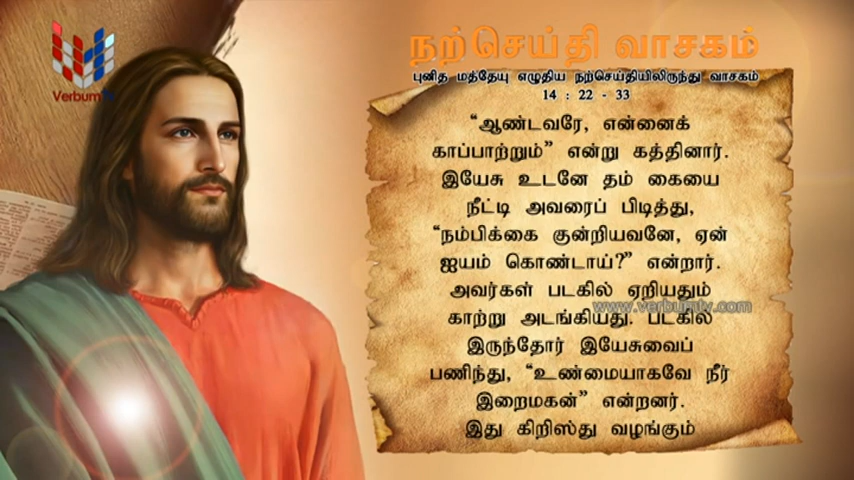 நற்செய்தி வாசகம்
புனித மத்தேயு எழுதிய நற்செய்தியிலிருந்து வாசகம்
14 : 22 - 33
VerbumTv
“ஆண்டவரே, என்னைக்
காப்பாற்றும்” என்று கத்தினார்.
இயேசு உடனே தம் கையை
நீட்டி அவரைப் பிடித்து,
“நம்பிக்கை குன்றியவனே, ஏன்
ஐயம் கொண்டாய்?” என்றார்.
அவர்கள் படகில் ஏறியதும்
www.verbumtv.com
காற்று அடங்கியது. படகில்
இருந்தோர் இயேசுவைப்
பணிந்து, “உண்மையாகவே நீர்
இறைமகன்” என்றனர்.
இது கிறிஸ்து வழங்கும்